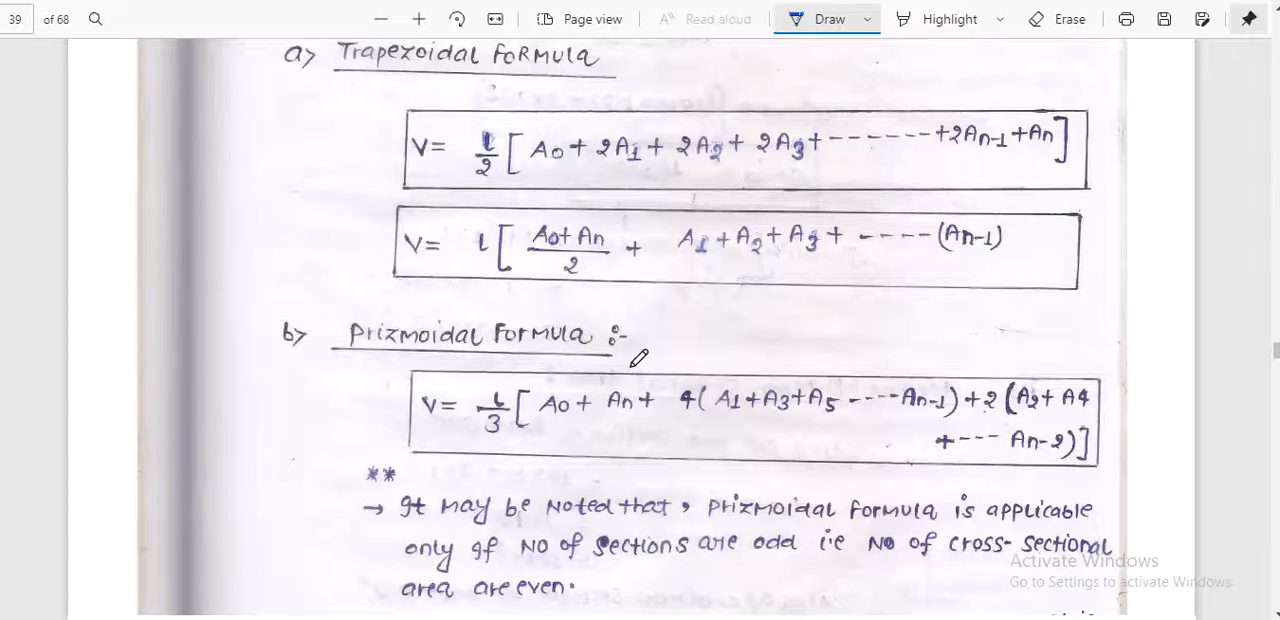 39 of 68 Page view Read aloud Draw Highlight Erase
a) Trapezoidal FORMULA
V= l/2 [ A0 + 2A1 + 2A2 + 2A3 + ------- +2An-1 +An ]
V= l [ A0+An/2 + A1 +A2 +A3 + ----- (An-1)
b) Prizmoidal FORMULA :-
V= l/3 [ A0 + An + 4( A1+A3+A5 ---- An-1) +2 (A2+ A4
+--- An-2)]
**
→ It may be Noted that , prizmoidal formula is applicable
only if NO of sections are odd i.e NO of cross-sectional
area are even.
Activate Windows
Go to Settings to activate Windows.